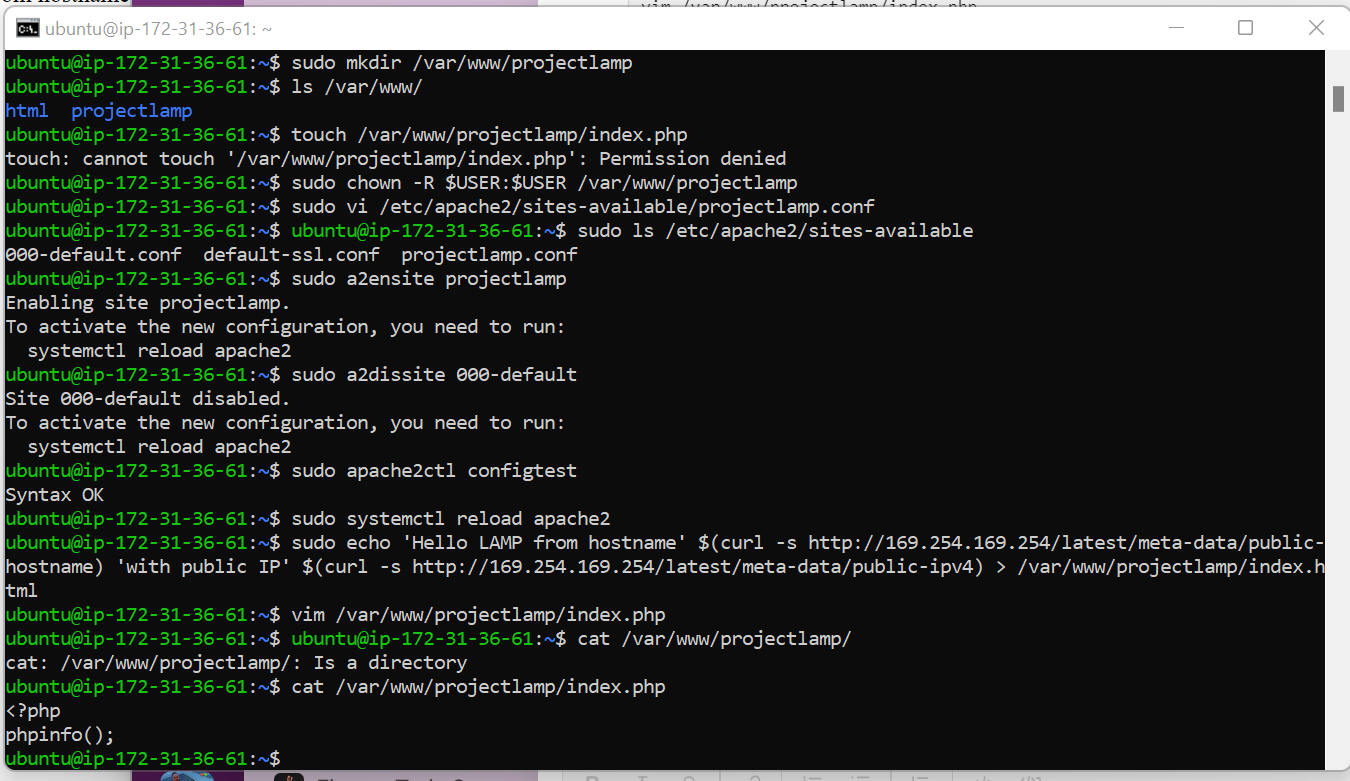 vim /var/www/projectlamp/index.php
ubuntu@ip-172-31-36-61: ~
ubuntu@ip-172-31-36-61:~$ sudo mkdir /var/www/projectlamp
ubuntu@ip-172-31-36-61:~$ ls /var/www/
html  projectlamp
ubuntu@ip-172-31-36-61:~$ touch /var/www/projectlamp/index.php
touch: cannot touch '/var/www/projectlamp/index.php': Permission denied
ubuntu@ip-172-31-36-61:~$ sudo chown -R $USER:$USER /var/www/projectlamp
ubuntu@ip-172-31-36-61:~$ sudo vi /etc/apache2/sites-available/projectlamp.conf
ubuntu@ip-172-31-36-61:~$ ubuntu@ip-172-31-36-61:~$ sudo ls /etc/apache2/sites-available
000-default.conf  default-ssl.conf  projectlamp.conf
ubuntu@ip-172-31-36-61:~$ sudo a2ensite projectlamp
Enabling site projectlamp.
To activate the new configuration, you need to run:
  systemctl reload apache2
ubuntu@ip-172-31-36-61:~$ sudo a2dissite 000-default
Site 000-default disabled.
To activate the new configuration, you need to run:
  systemctl reload apache2
ubuntu@ip-172-31-36-61:~$ sudo apache2ctl configtest
Syntax OK
ubuntu@ip-172-31-36-61:~$ sudo systemctl reload apache2
ubuntu@ip-172-31-36-61:~$ sudo echo 'Hello LAMP from hostname' $(curl -s http://169.254.169.254/latest/meta-data/public-
hostname) 'with public IP' $(curl -s http://169.254.169.254/latest/meta-data/public-ipv4) > /var/www/projectlamp/index.h
tml
ubuntu@ip-172-31-36-61:~$ vim /var/www/projectlamp/index.php
ubuntu@ip-172-31-36-61:~$ ubuntu@ip-172-31-36-61:~$ cat /var/www/projectlamp/
cat: /var/www/projectlamp/: Is a directory
ubuntu@ip-172-31-36-61:~$ cat /var/www/projectlamp/index.php
<?php
phpinfo();
ubuntu@ip-172-31-36-61:~$